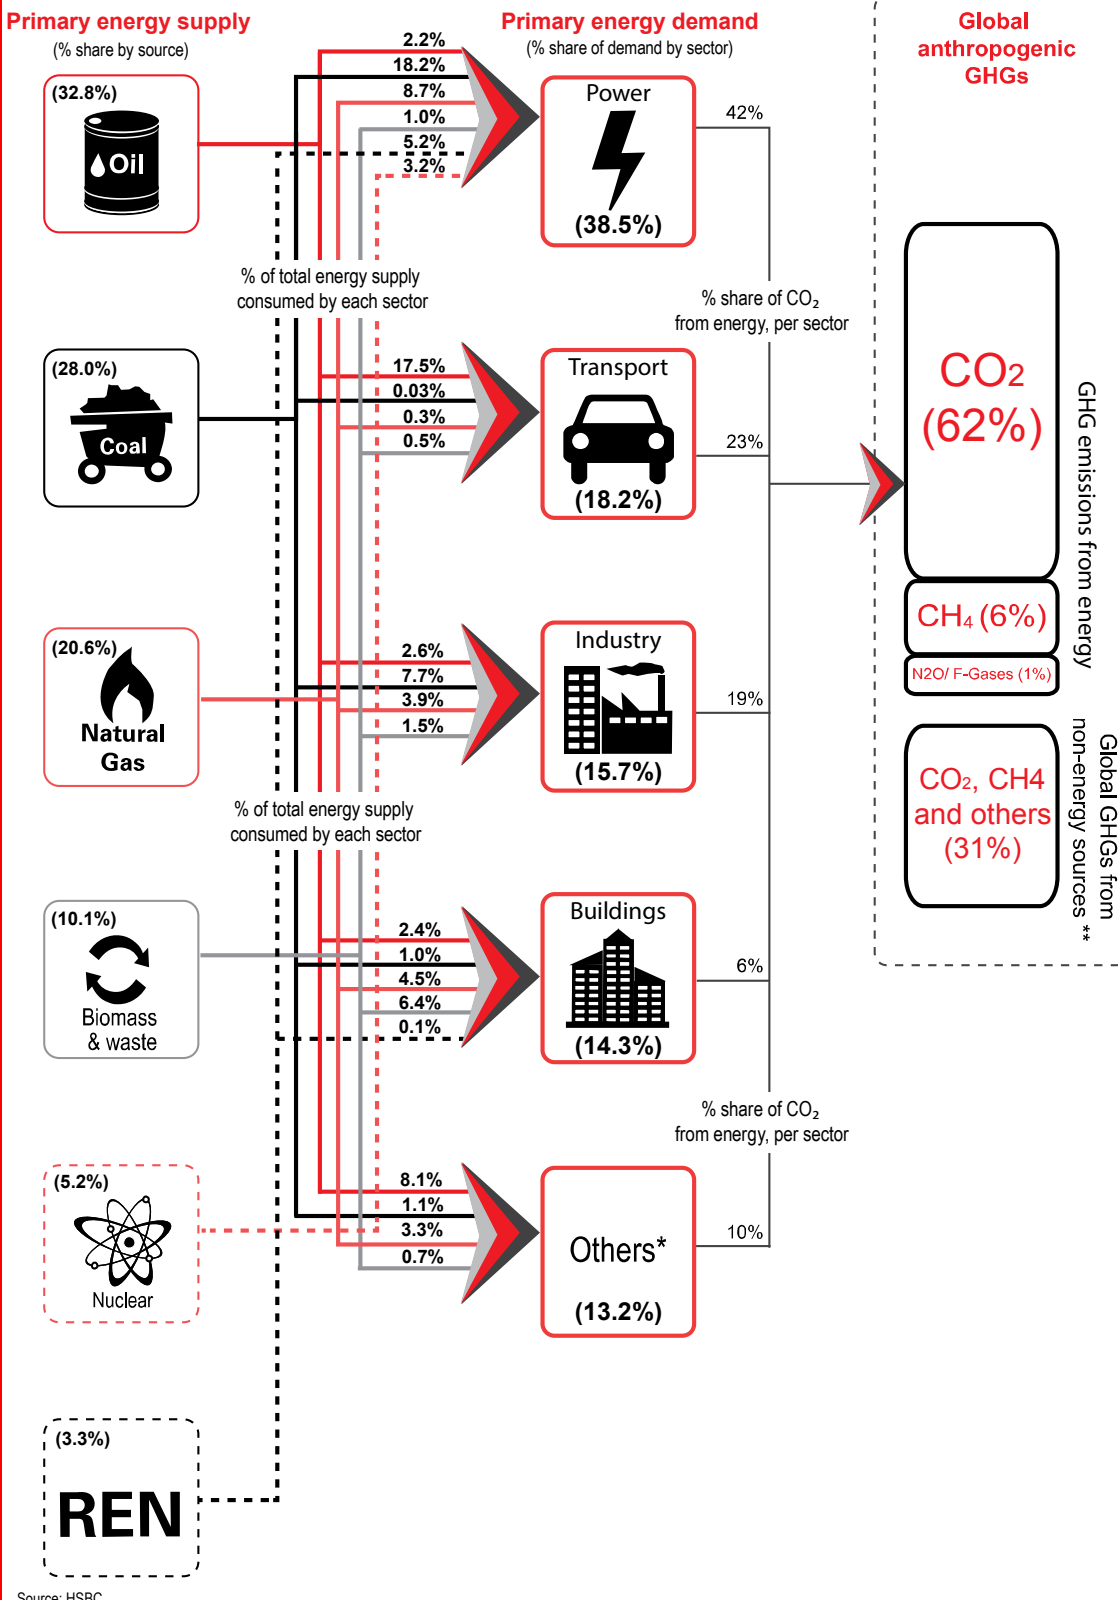 Primary energy supply
(% share by source)
(32.8%)
Oil
(28.0%)
Coal
(20.6%)
Natural
Gas
(10.1%)
Biomass
& waste
(5.2%)
Nuclear
(3.3%)
REN
Source: HSBC
2.2%
18.2%
8.7%
1.0%
5.2%
3.2%
% of total energy supply
consumed by each sector
17.5%
0.03%
0.3%
0.5%
2.6%
7.7%
3.9%
1.5%
% of total energy supply
consumed by each sector
2.4%
1.0%
4.5%
6.4%
0.1%
8.1%
1.1%
3.3%
0.7%
Primary energy demand
(% share of demand by sector)
Power
(38.5%)
Transport
(18.2%)
Industry
(15.7%)
Buildings
(14.3%)
Others*
(13.2%)
42%
% share of CO₂
from energy, per sector
23%
19%
6%
% share of CO₂
from energy, per sector
10%
Global
anthropogenic
GHGs
CO2
(62%)
CH₄ (6%)
N2O/ F-Gases (1%)
GHG emissions from energy
CO₂, CH4
and others
(31%)
Global GHGs from
non-energy sources **